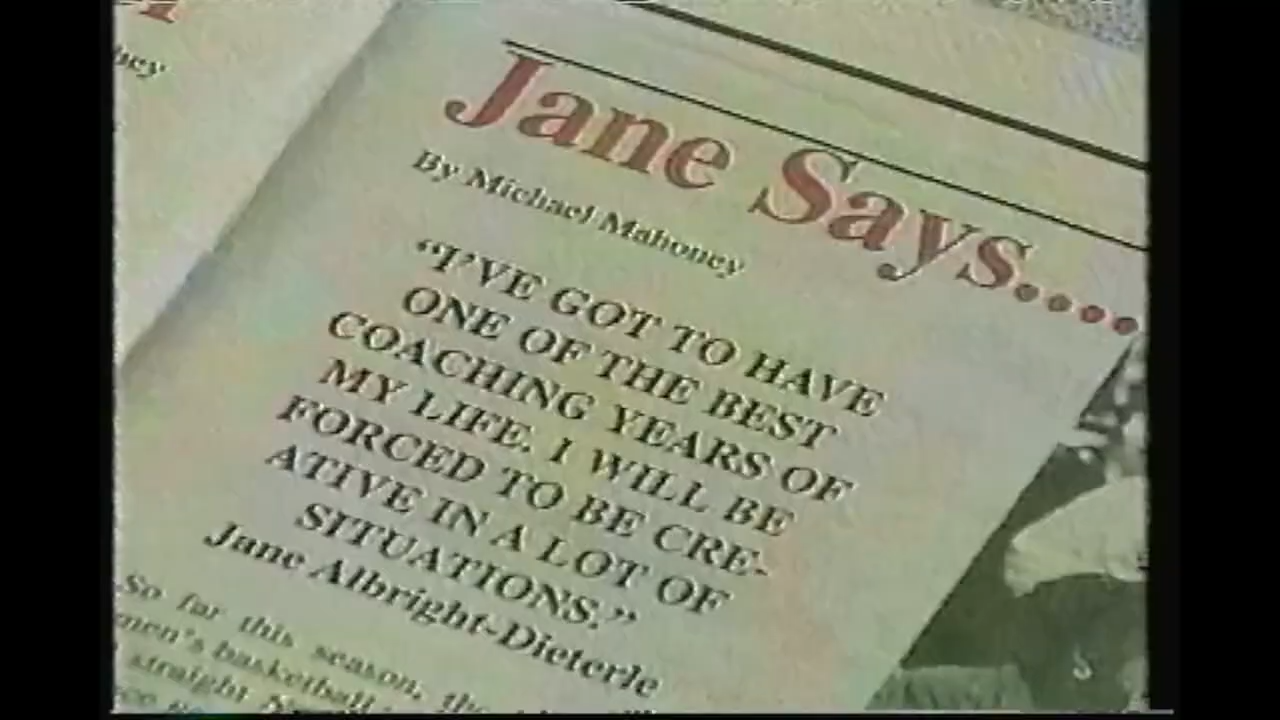 Jane Says....
By Michael Mahoney
“I’VE GOT TO HAVE
ONE OF THE BEST
COACHING YEARS OF
MY LIFE. I WILL BE
FORCED TO BE CRE-
ATIVE IN A LOT OF
SITUATIONS.”
Jane Albright-Dieterle
So far this season, the
men's basketball
straight